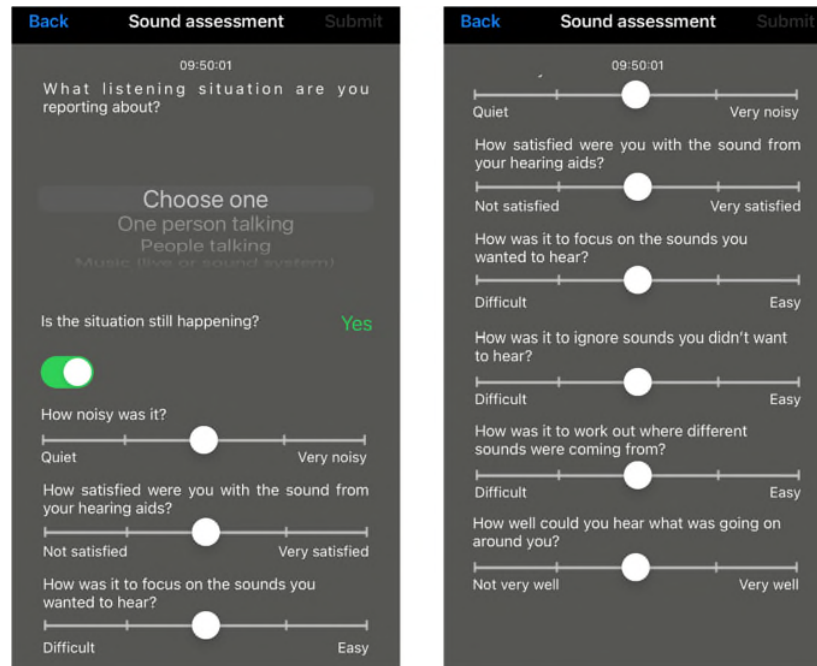 Back Sound assessment Submit
09:50:01
What listening situation are you
reporting about?
Choose one
One person talking
People talking
Music (live or sound system)
Is the situation still happening? Yes
How noisy was it?
Quiet Very noisy
How satisfied were you with the sound from
your hearing aids?
Not satisfied Very satisfied
How was it to focus on the sounds you
wanted to hear?
Difficult Easy
Back Sound assessment Submit
09:50:01
Quiet Very noisy
How satisfied were you with the sound from
your hearing aids?
Not satisfied Very satisfied
How was it to focus on the sounds you
wanted to hear?
Difficult Easy
How was it to ignore sounds you didn't want
to hear?
Difficult Easy
How was it to work out where different
sounds were coming from?
Difficult Easy
How well could you hear what was going on
around you?
Not very well Very well